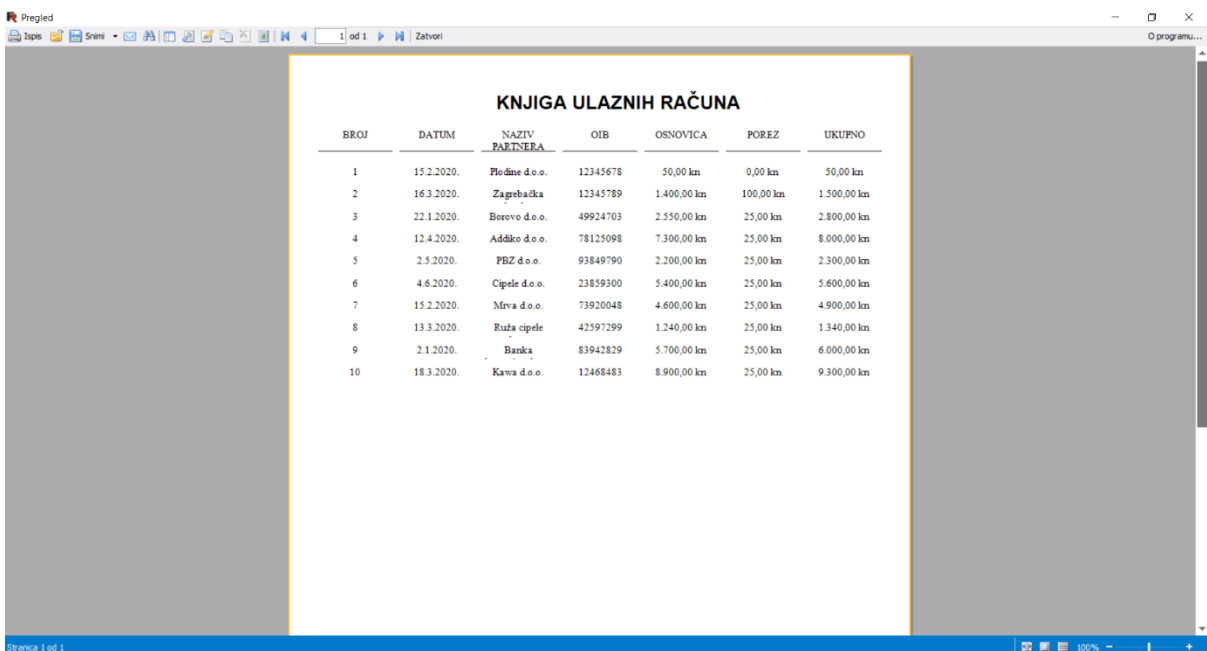 Pregled
Ispis Snimi 1 od 1 Zatvori O programu...
KNJIGA ULAZNIH RAČUNA
BROJ DATUM NAZIV PARTNERA OIB OSNOVICA POREZ UKUPNO
1 15.2.2020. Plodine d.o.o. 12345678 50,00 kn 0,00 kn 50,00 kn
2 16.3.2020. Zagrebačka 12345789 1.400,00 kn 100,00 kn 1.500,00 kn
3 22.1.2020. Borovo d.o.o. 49924703 2.550,00 kn 25,00 kn 2.800,00 kn
4 12.4.2020. Addiko d.o.o. 78125098 7.300,00 kn 25,00 kn 8.000,00 kn
5 2.5.2020. PBZ d.o.o. 93849790 2.200,00 kn 25,00 kn 2.300,00 kn
6 4.6.2020. Cipele d.o.o. 23859300 5.400,00 kn 25,00 kn 5.600,00 kn
7 15.2.2020. Mrva d.o.o. 73920048 4.600,00 kn 25,00 kn 4.900,00 kn
8 13.3.2020. Ruža cipele 42597299 1.240,00 kn 25,00 kn 1.340,00 kn
9 2.1.2020. Banka 83942829 5.700,00 kn 25,00 kn 6.000,00 kn
10 18.3.2020. Kawa d.o.o. 12468483 8.900,00 kn 25,00 kn 9.300,00 kn
Stranica 1 od 1 100%